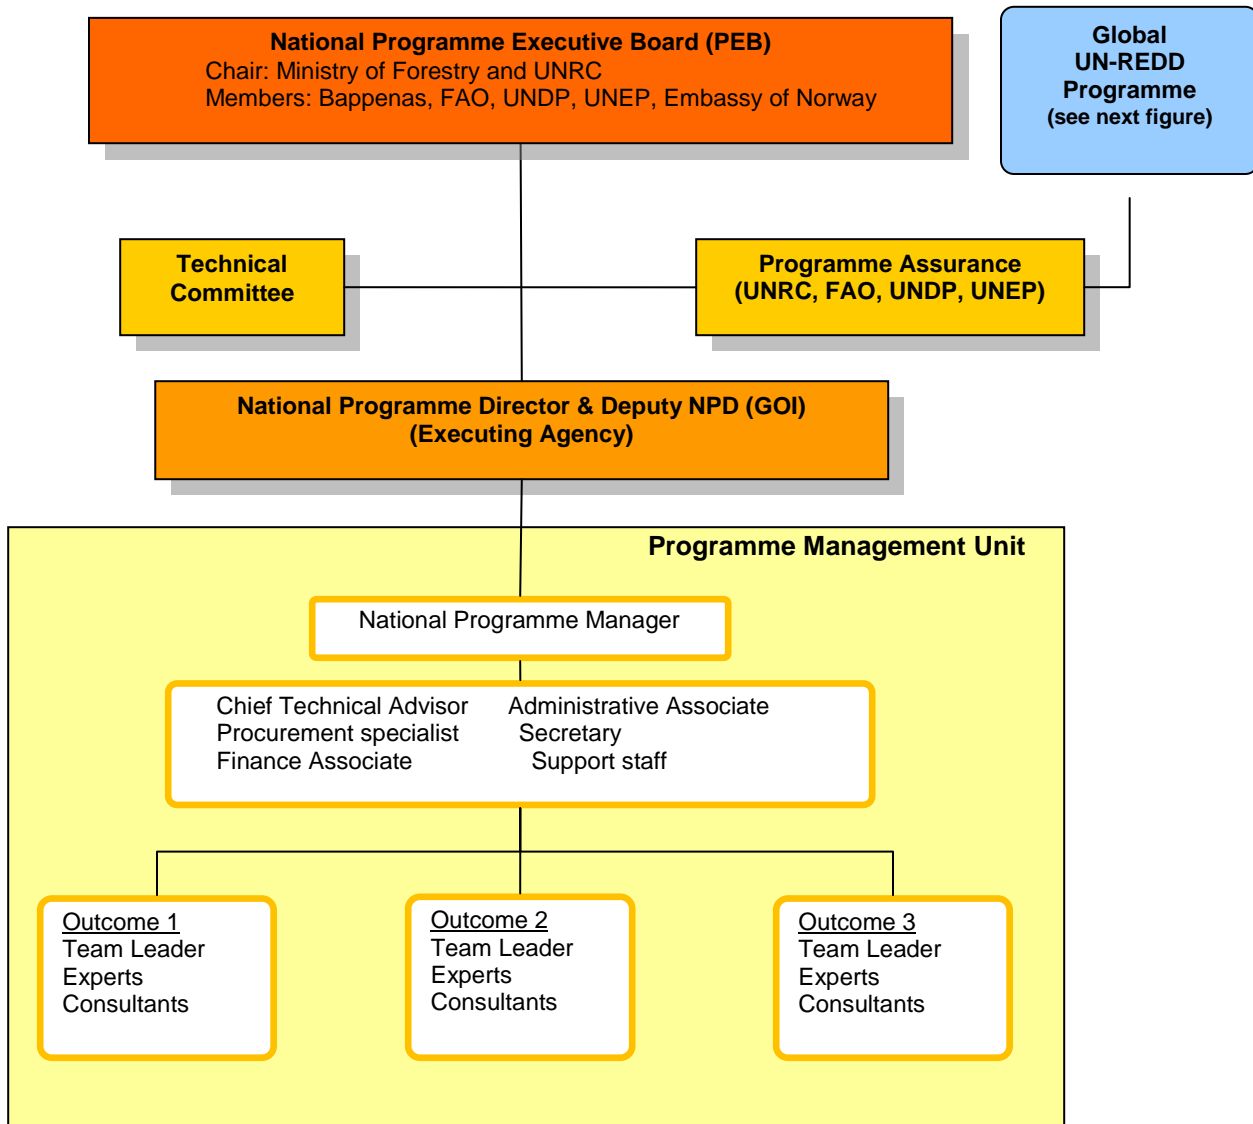 National Programme Executive Board (PEB)
Chair: Ministry of Forestry and UNRC
Members: Bappenas, FAO, UNDP, UNEP, Embassy of Norway
Global
UN-REDD
Programme
(see next figure)
Technical
Committee
Programme Assurance
(UNRC, FAO, UNDP, UNEP)
National Programme Director & Deputy NPD (GOI)
(Executing Agency)
Programme Management Unit
National Programme Manager
Chief Technical Advisor Administrative Associate
Procurement specialist Secretary
Finance Associate Support staff
Outcome 1
Team Leader
Experts
Consultants
Outcome 2
Team Leader
Experts
Consultants
Outcome 3
Team Leader
Experts
Consultants